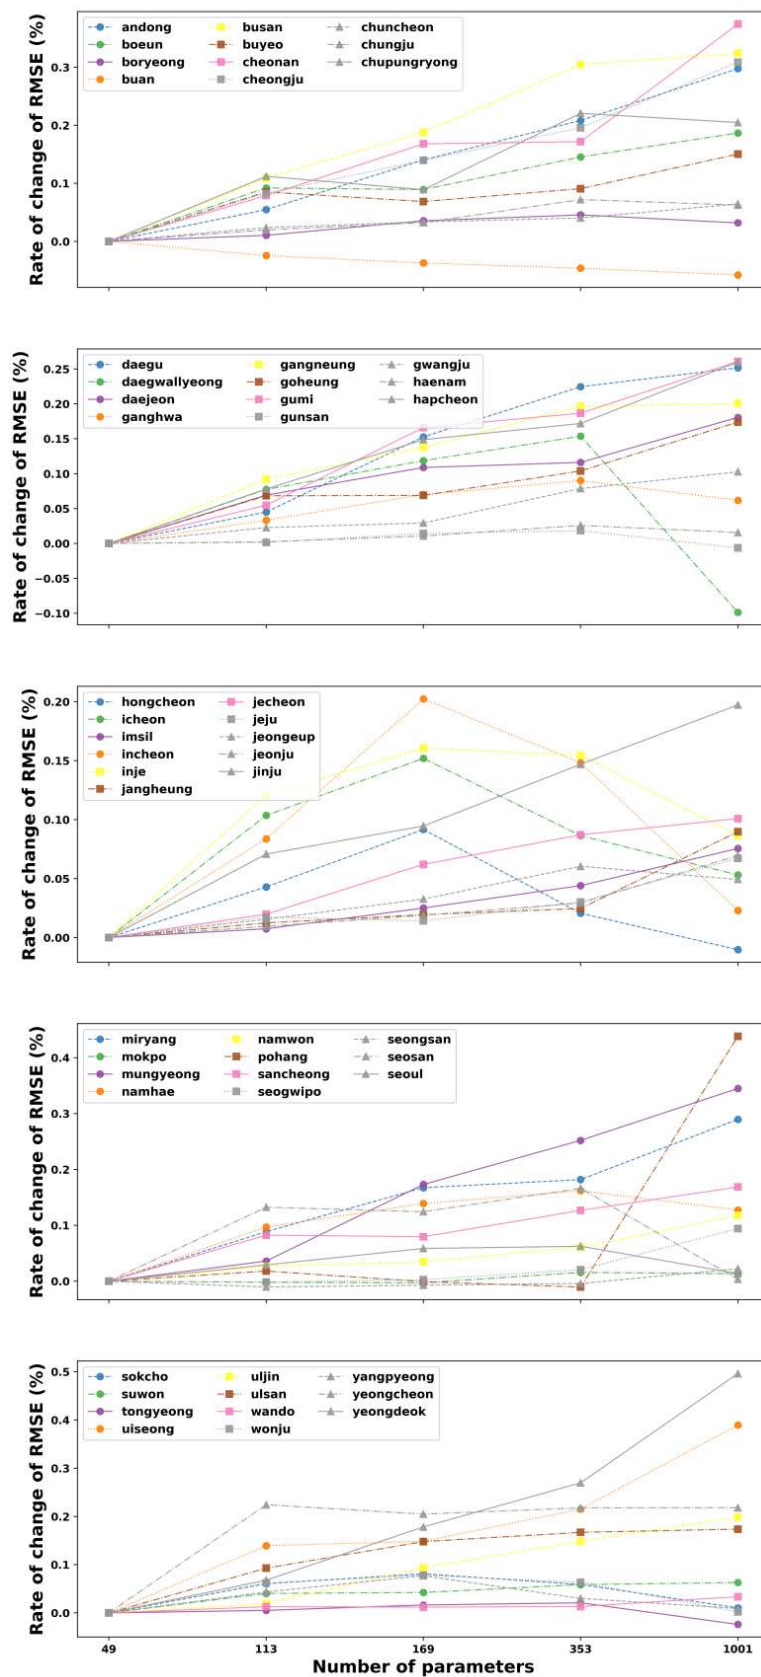 Rate of change of RMSE (%)
andong busan chuncheon
boeun buyeo chungju
boryeong cheonan chupungryong
buan cheongju
0.3
0.2
0.1
0.0
Rate of change of RMSE (%)
daegu gangneung gwangju
daegwallyeong goheung haenam
daejeon gumi hapcheon
ganghwa gunsan
0.25
0.20
0.15
0.10
0.05
0.00
−0.05
−0.10
Rate of change of RMSE (%)
hongcheon jecheon
icheon jeju
imsil jeongeup
incheon jeonju
inje jinju
jangheung
0.20
0.15
0.10
0.05
0.00
Rate of change of RMSE (%)
miryang namwon seongsan
mokpo pohang seosan
mungyeong sancheong seoul
namhae seogwipo
0.4
0.3
0.2
0.1
0.0
Rate of change of RMSE (%)
sokcho uljin yangpyeong
suwon ulsan yeongcheon
tongyeong wando yeongdeok
uiseong wonju
0.5
0.4
0.3
0.2
0.1
0.0
49 113 169 353 1001
Number of parameters